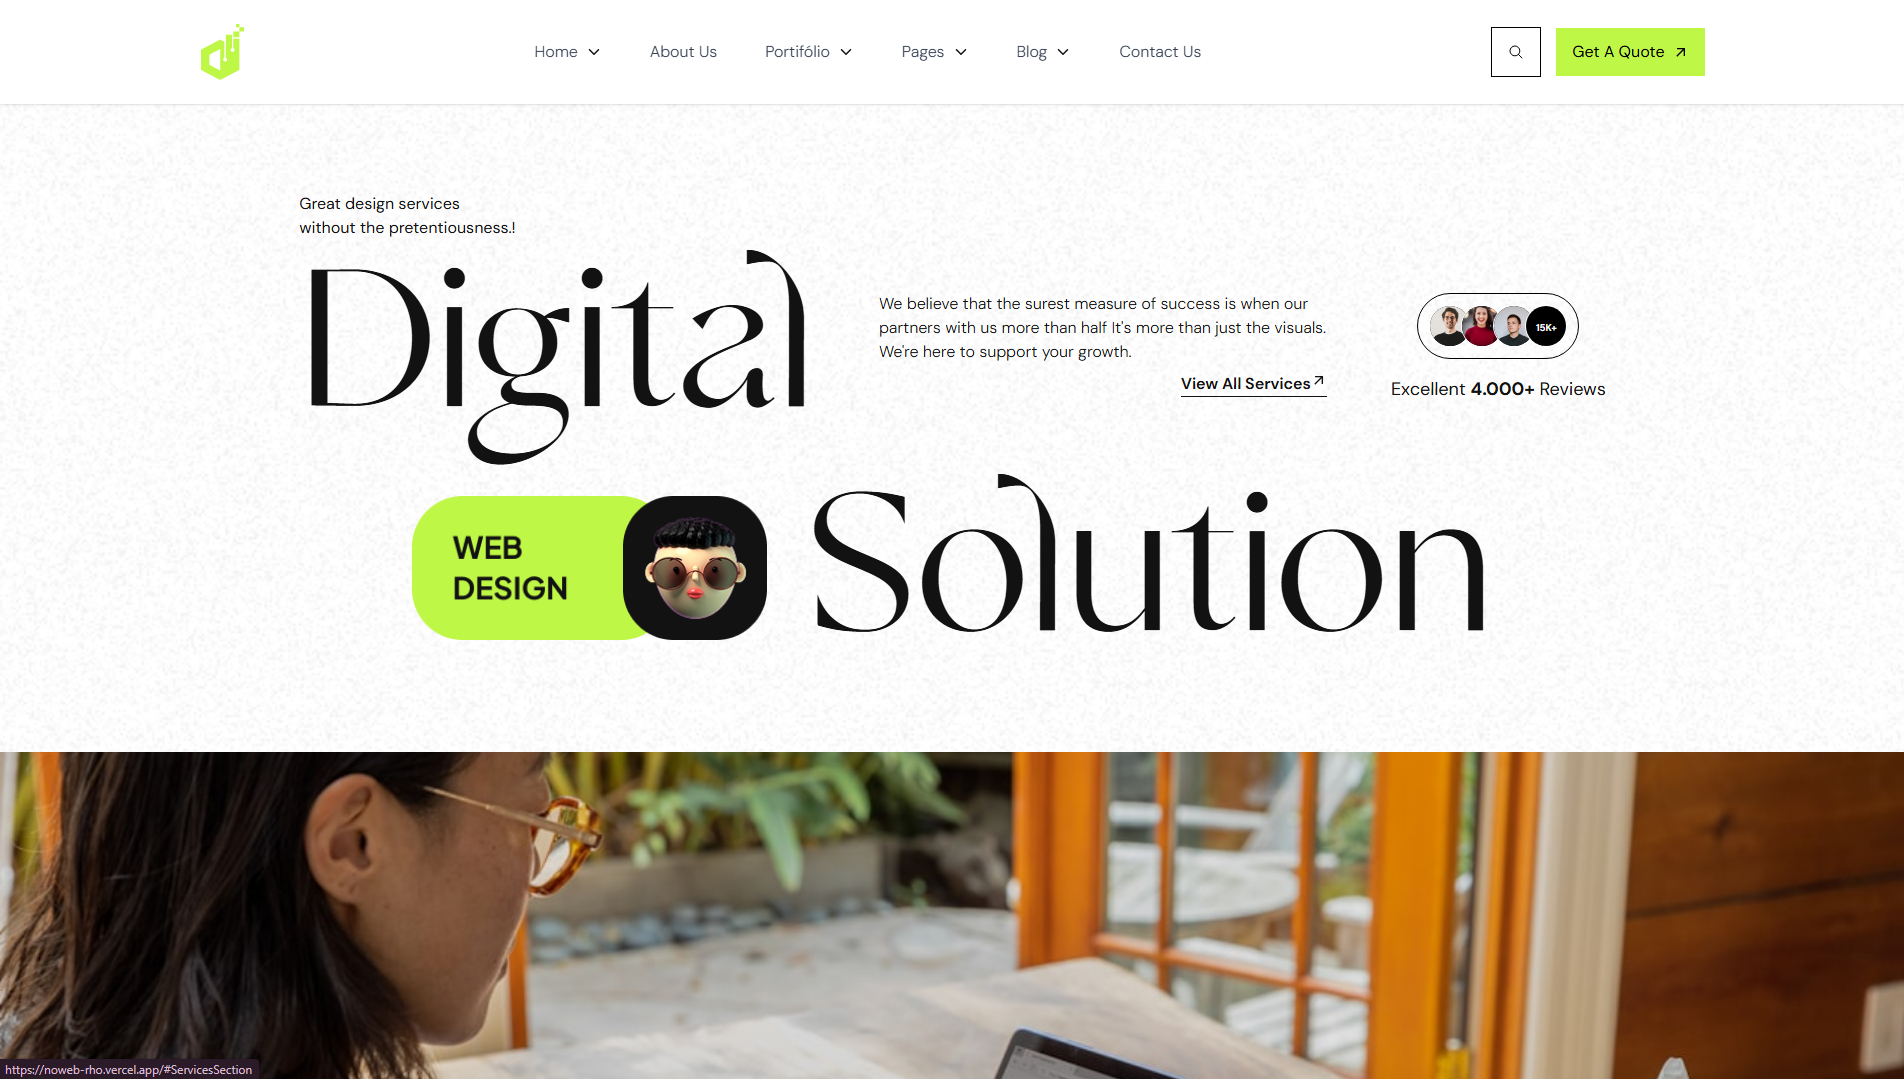 Home
About Us
Portifólio
Pages
Blog
Contact Us
Get A Quote
Great design services
without the pretentiousness.!
Digital
We believe that the surest measure of success is when our
partners with us more than half It's more than just the visuals.
We're here to support your growth.
View All Services
15K+
Excellent 4.000+ Reviews
WEB
DESIGN
Solution
https://noweb-rho.vercel.app/#ServicesSection